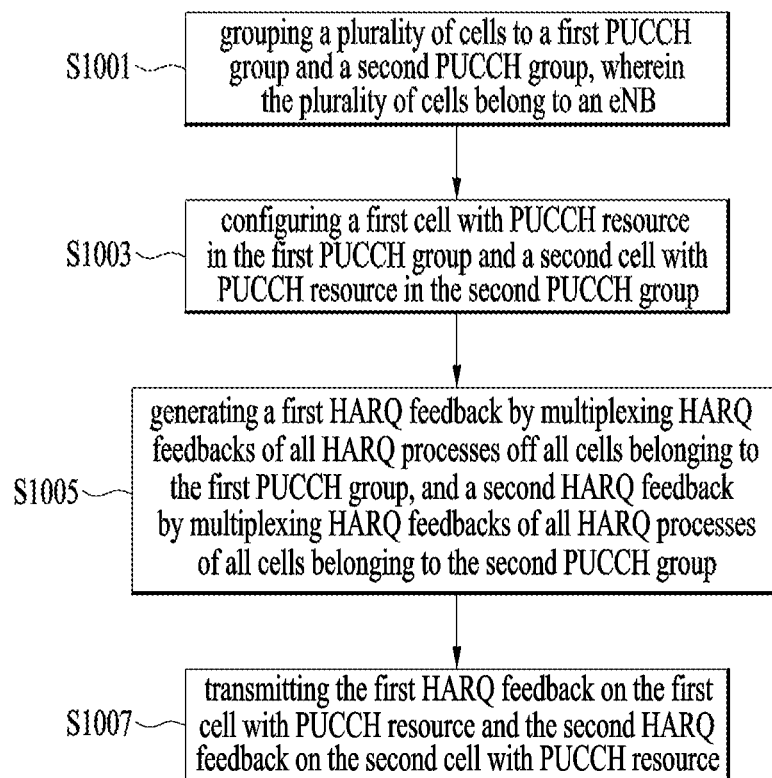 S1001
grouping a plurality of cells to a first PUCCH
group and a second PUCCH group, wherein
the plurality of cells belong to an eNB
S1003
configuring a first cell with PUCCH resource
in the first PUCCH group and a second cell with
PUCCH resource in the second PUCCH group
S1005
generating a first HARQ feedback by multiplexing HARQ
feedbacks of all HARQ processes off all cells belonging to
the first PUCCH group, and a second HARQ feedback
by multiplexing HARQ feedbacks of all HARQ processes
of all cells belonging to the second PUCCH group
S1007
transmitting the first HARQ feedback on the first
cell with PUCCH resource and the second HARQ
feedback on the second cell with PUCCH resource